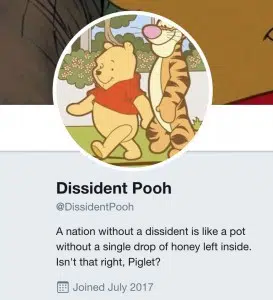 Dissident Pooh
@DissidentPooh
A nation without a dissident is like a pot
without a single drop of honey left inside.
Isn't that right, Piglet?
Joined July 2017